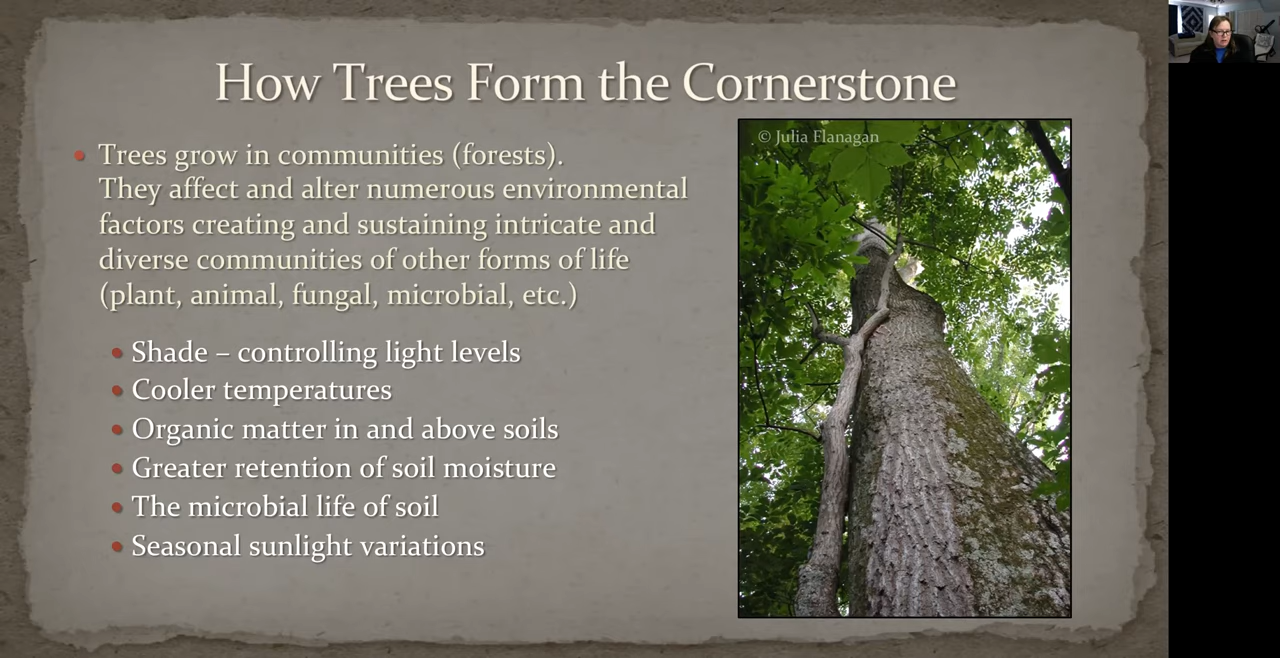 How Trees Form the Cornerstone
© Julia Flanagan
• Trees grow in communities (forests).
They affect and alter numerous environmental
factors creating and sustaining intricate and
diverse communities of other forms of life
(plant, animal, fungal, microbial, etc.)
• Shade – controlling light levels
• Cooler temperatures
• Organic matter in and above soils
• Greater retention of soil moisture
• The microbial life of soil
• Seasonal sunlight variations